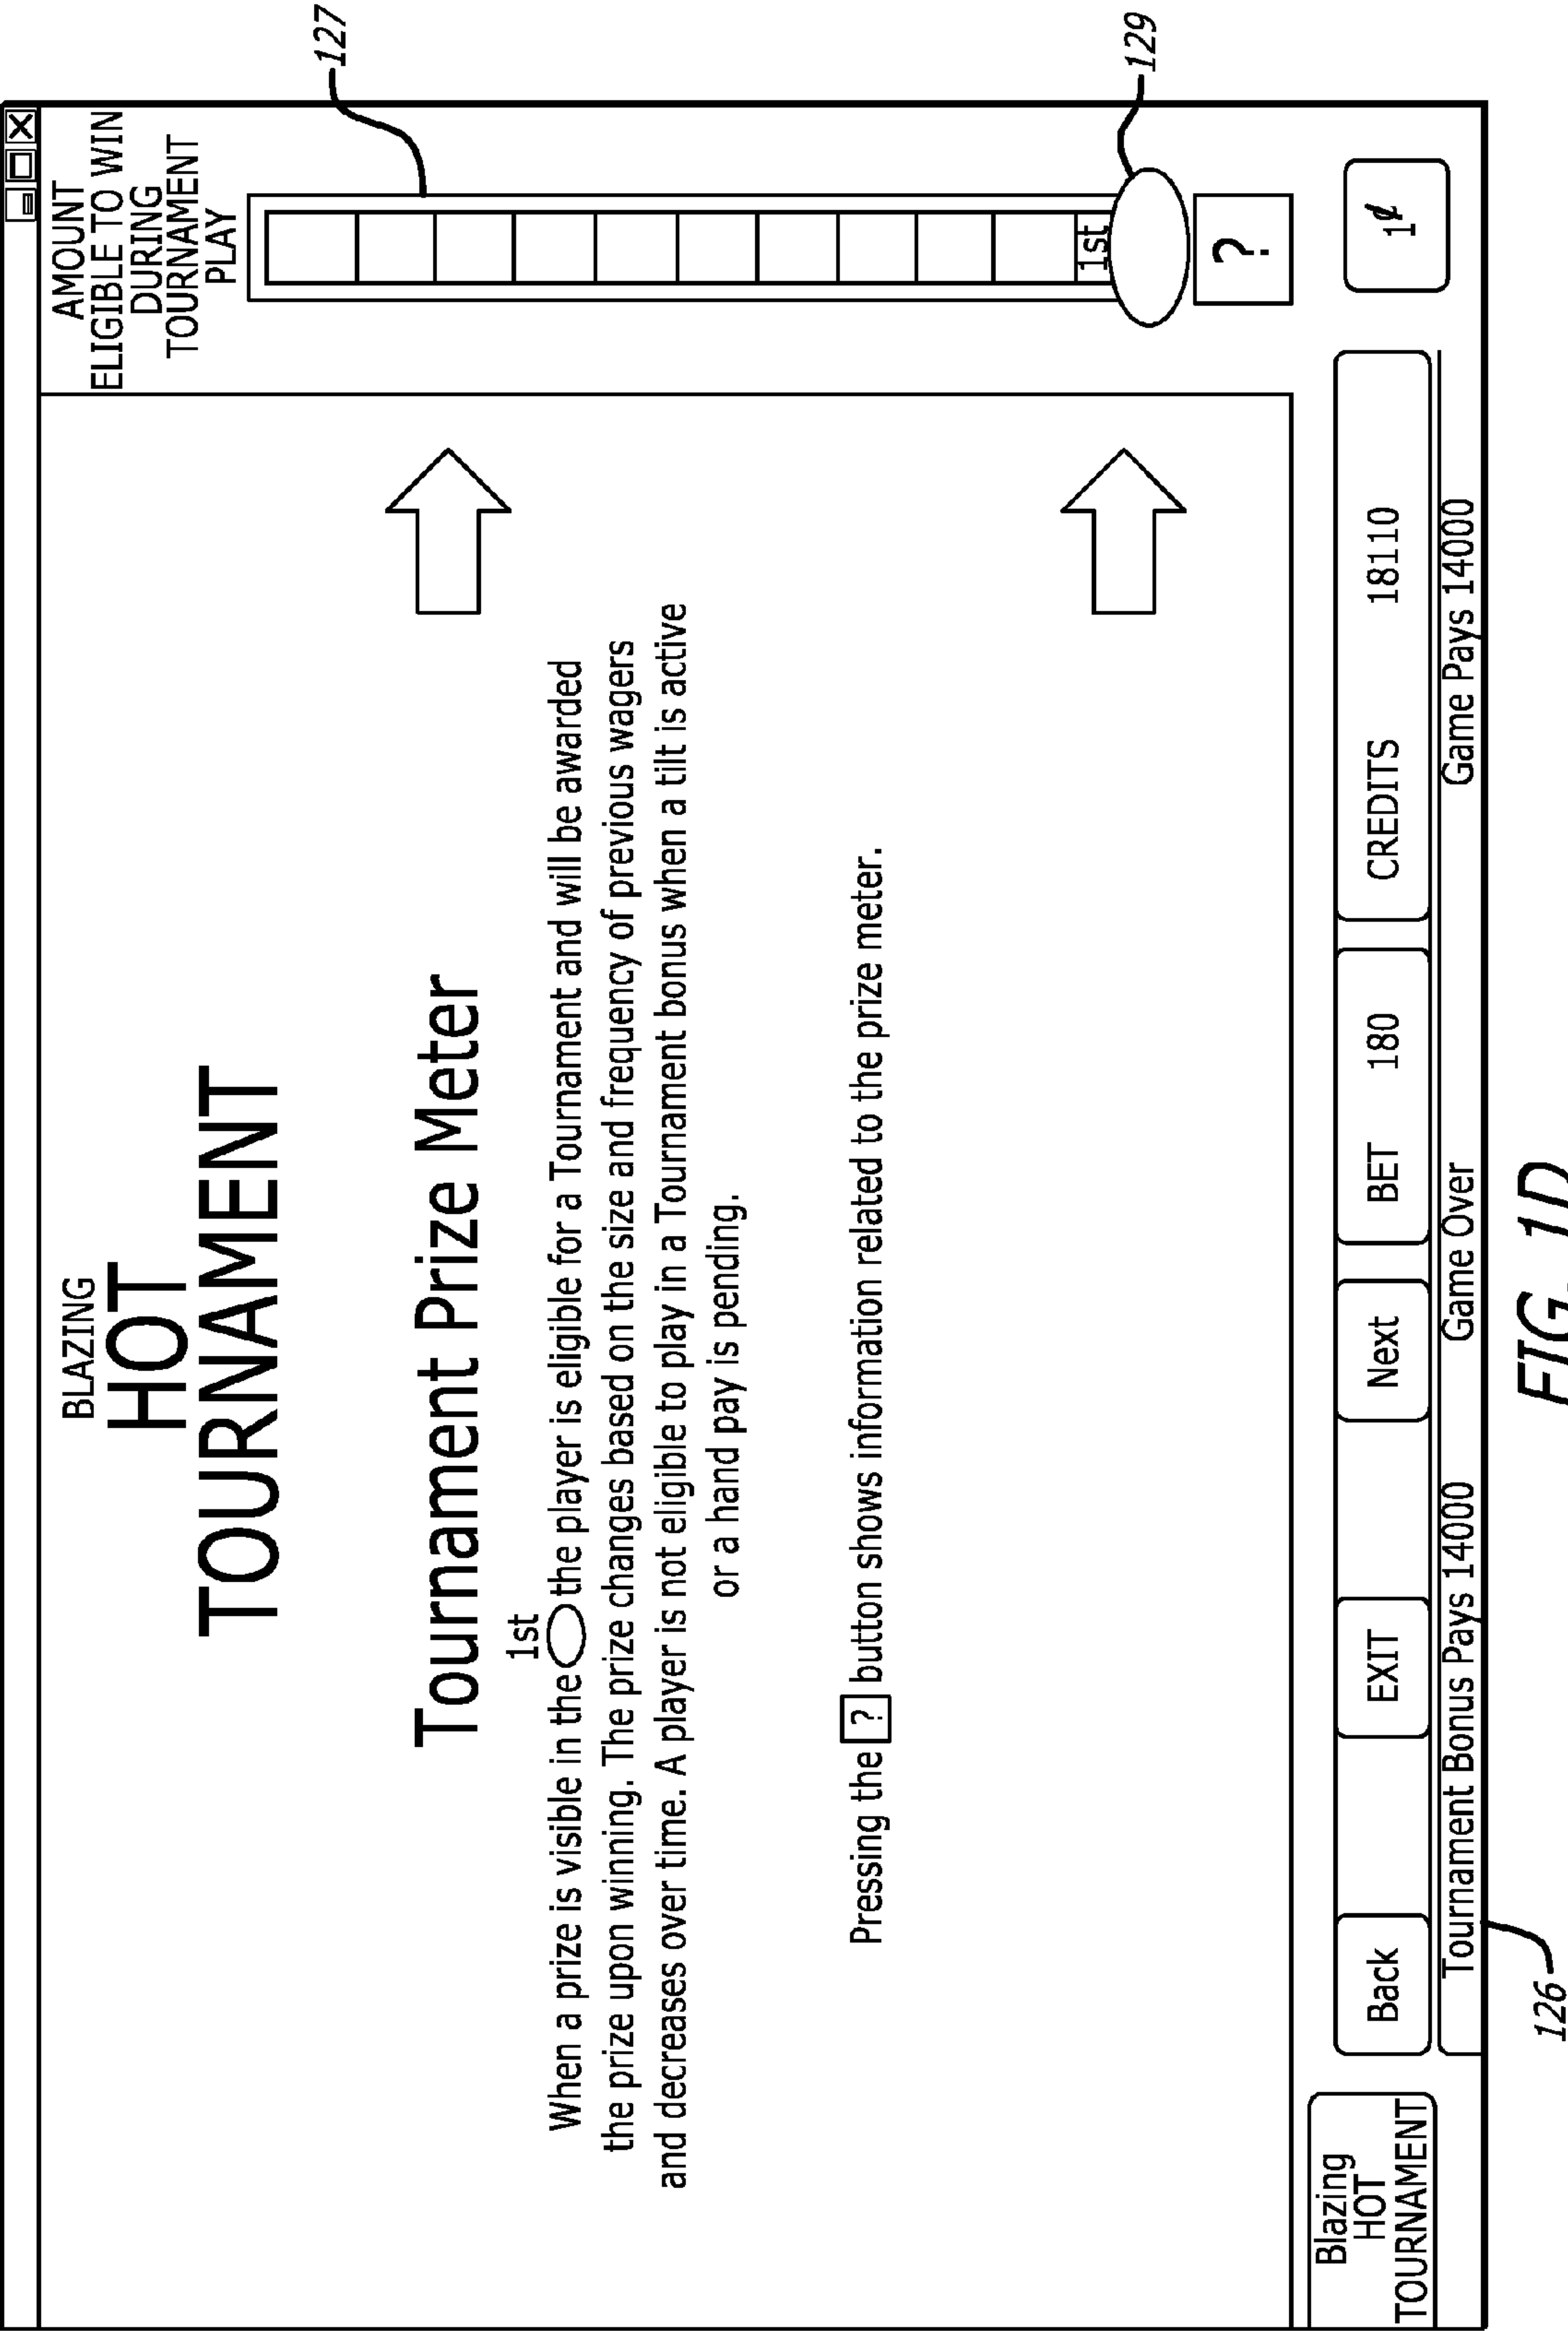 BLAZING
HOT
TOURNAMENT
AMOUNT
ELIGIBLE TO WIN
DURING
TOURNAMENT
PLAY
127
Tournament Prize Meter
1st
When a prize is visible in the the player is eligible for a Tournament and will be awarded
the prize upon winning. The prize changes based on the size and frequency of previous wagers
and decreases over time. A player is not eligible to play in a Tournament bonus when a tilt is active
or a hand pay is pending.
Pressing the ? button shows information related to the prize meter.
1st
129
?
Blazing
HOT
TOURNAMENT
Back
EXIT
Next
BET 180
CREDITS 18110
1¢
Tournament Bonus Pays 14000 Game Over Game Pays 14000
126
FIG. 1D